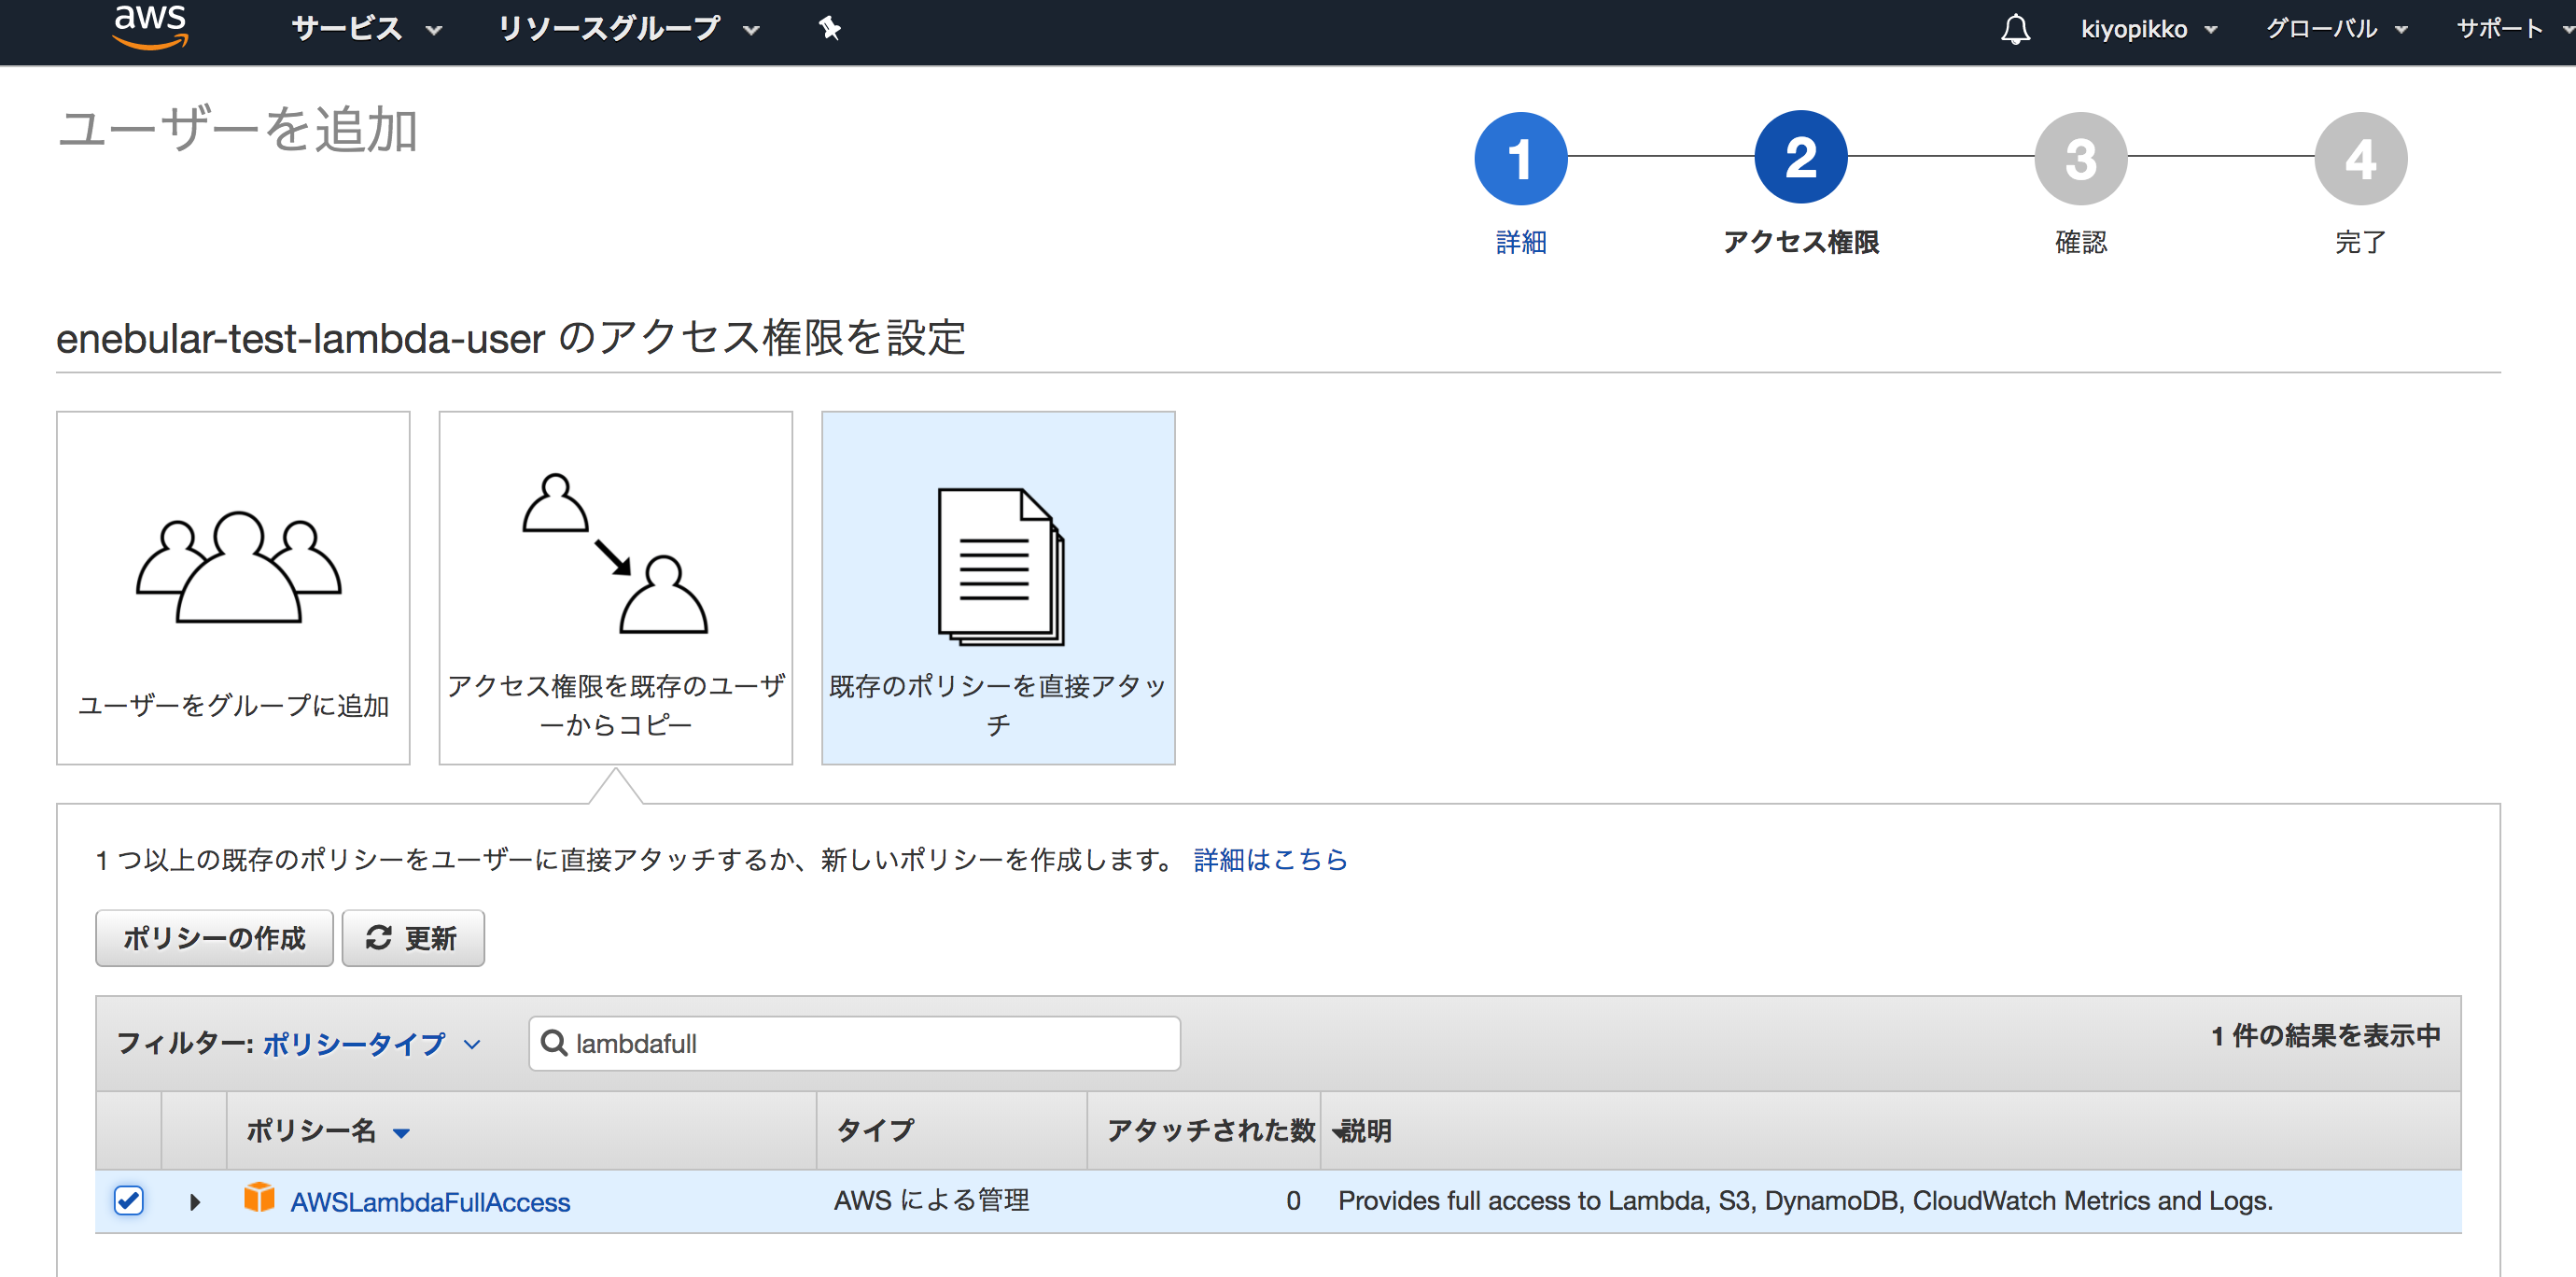 aws サービス リソースグループ kiyopikko グローバル サポート
ユーザーを追加
1 2 3 4
詳細 アクセス権限 確認 完了
enebular-test-lambda-user のアクセス権限を設定
ユーザーをグループに追加
アクセス権限を既存のユーザ
ーからコピー
既存のポリシーを直接アタッ
チ
1 つ以上の既存のポリシーをユーザーに直接アタッチするか、新しいポリシーを作成します。 詳細はこちら
ポリシーの作成 更新
フィルター: ポリシータイプ lambdafull 1 件の結果を表示中
ポリシー名 タイプ アタッチされた数 説明
AWSLambdaFullAccess AWS による管理 0 Provides full access to Lambda, S3, DynamoDB, CloudWatch Metrics and Logs.